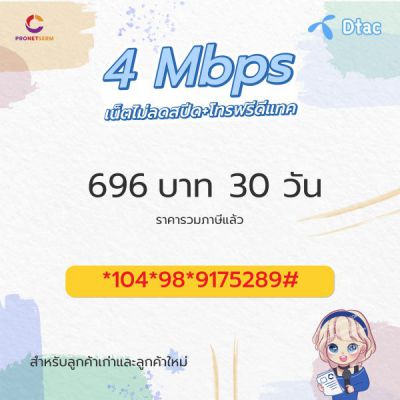 PRONETSERM
Dtac
4 Mbps
เน็ตไม่ลดสปีด+โทรฟรีดีแทค
696 บาท 30 วัน
ราคารวมภาษีแล้ว
*104*98*9175289#
สำหรับลูกค้าเก่าและลูกค้าใหม่